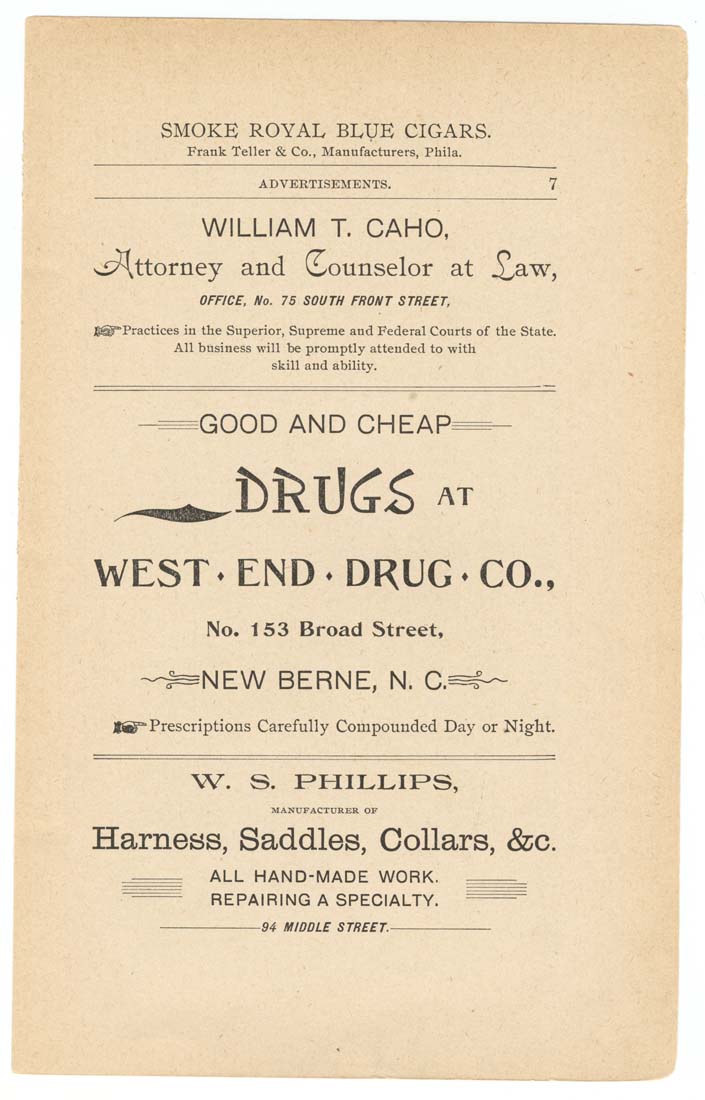 SMOKE ROYAL BLUE CIGARS.
Frank Teller & Co., Manufacturers, Phila.
ADVERTISEMENTS. 7
WILLIAM T. CAHO,
Attorney and Counselor at Law,
OFFICE, No. 75 SOUTH FRONT STREET,
Practices in the Superior, Supreme and Federal Courts of the State.
All business will be promptly attended to with
skill and ability.
GOOD AND CHEAP
DRUGS AT
WEST · END · DRUG · CO.,
No. 153 Broad Street,
NEW BERNE, N. C.
Prescriptions Carefully Compounded Day or Night.
W. S. PHILLIPS,
MANUFACTURER OF
Harness, Saddles, Collars, &c.
ALL HAND-MADE WORK.
REPAIRING A SPECIALTY.
94 MIDDLE STREET.